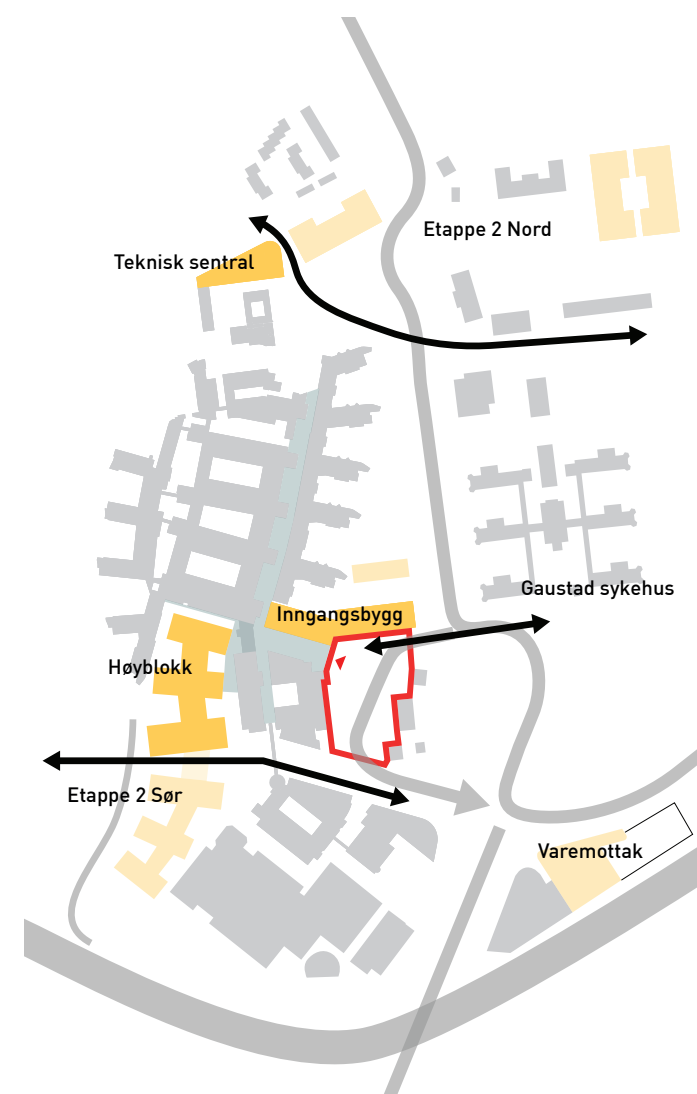 Etappe 2 Nord
Teknisk sentral
Gaustad sykehus
Inngangsbygg
Høyblokk
Etappe 2 Sør
Varemottak